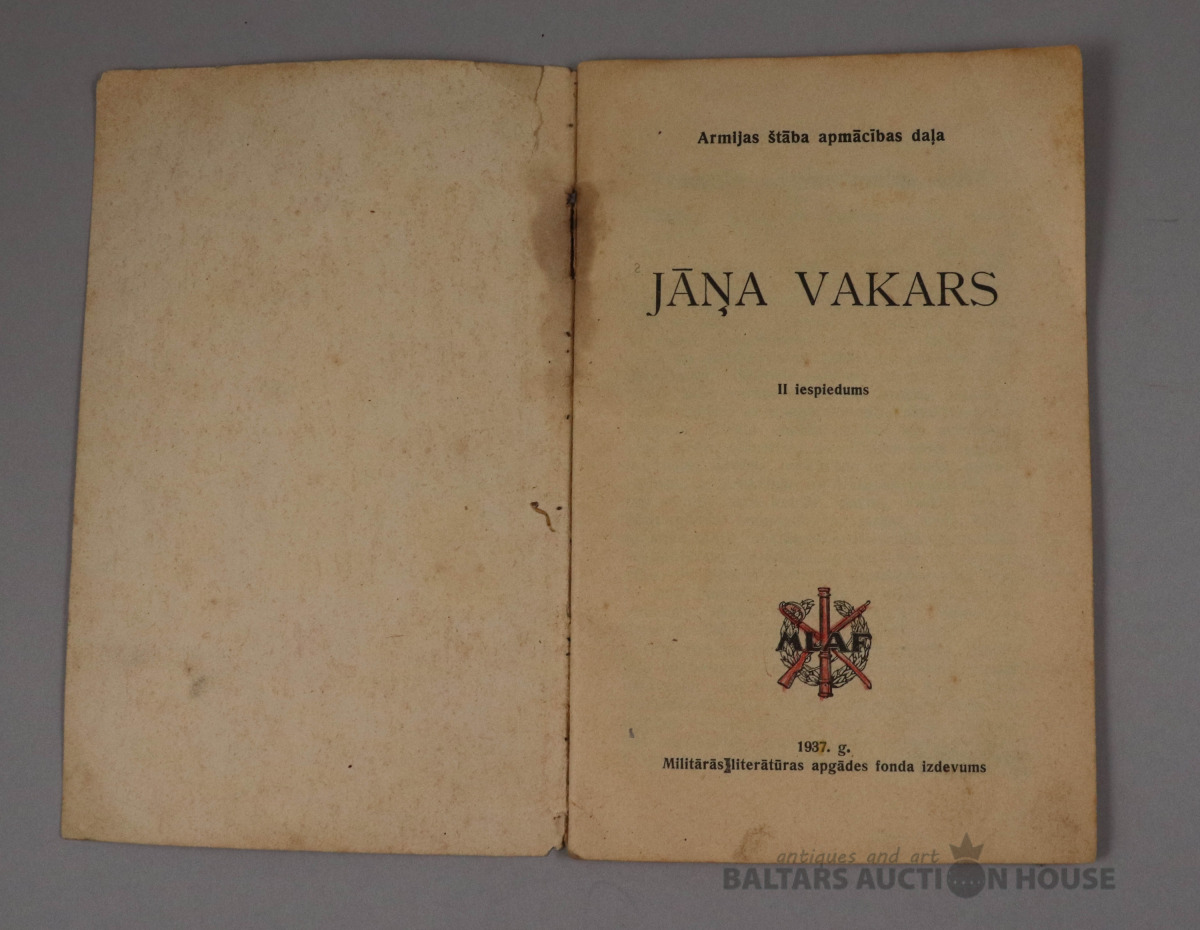 Armijas štāba apmācības daļa
JĀŅA VAKARS
II iespiedums
MLAF
1937. g.
Militārās literātūras apgādes fonda izdevums
antiques and art
BALTARS AUCTION HOUSE